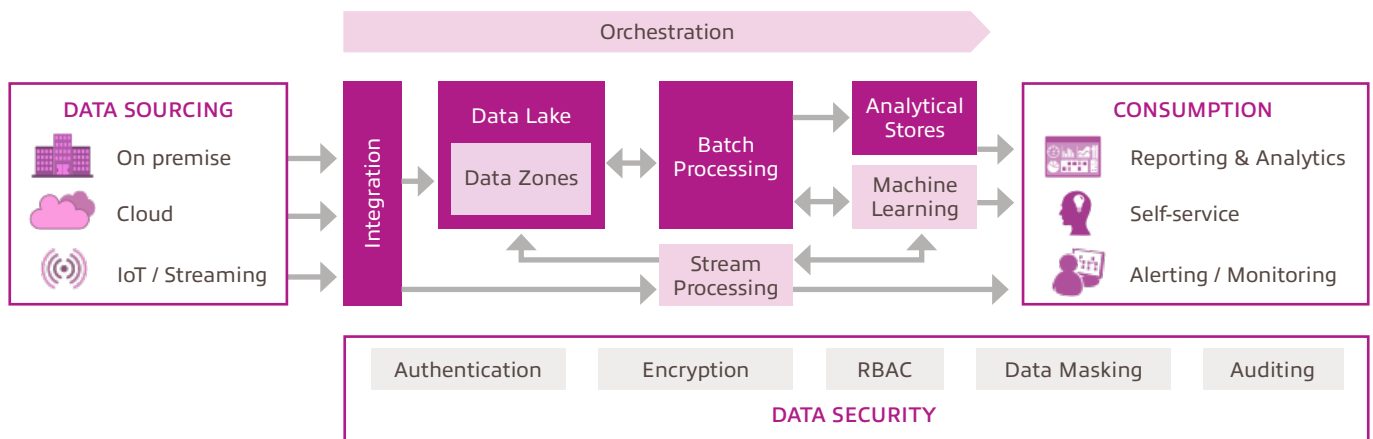 Orchestration
DATA SOURCING
On premise
Cloud
IoT / Streaming
Integration
Data Lake
Data Zones
Batch
Processing
Stream
Processing
Analytical
Stores
Machine
Learning
CONSUMPTION
Reporting & Analytics
Self-service
Alerting / Monitoring
Authentication
Encryption
RBAC
Data Masking
Auditing
DATA SECURITY